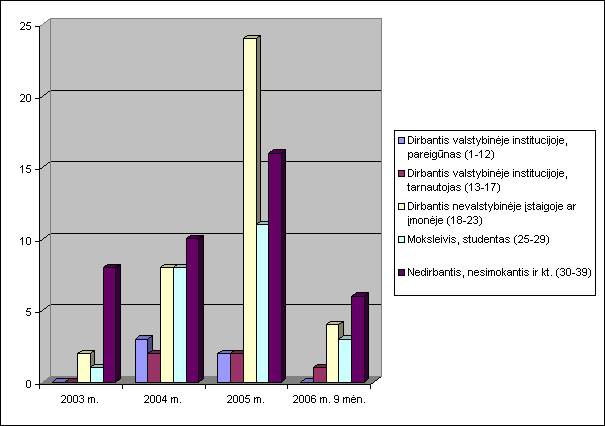 25
20
15
10
5
0
2003 m. 2004 m. 2005 m. 2006 m. 9 mėn.
Dirbantis valstybinėje institucijoje,
pareigūnas (1-12)
Dirbantis valstybinėje institucijoje,
tarnautojas (13-17)
Dirbantis nevalstybinėje įstaigoje ar
įmonėje (18-23)
Moksleivis, studentas (25-29)
Nedirbantis, nesimokantis ir kt. (30-39)